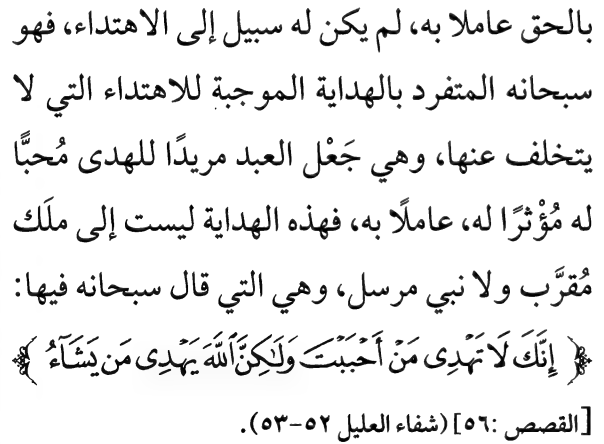 بالحق عاملا به، لم يكن له سبيل إلى الاهتداء، فهو
سبحانه المتفرد بالهداية الموجبة للاهتداء التي لا
يتخلف عنها، وهي جَعْل العبد مريدًا للهدى مُحبًّا
له مُؤْثرًا له، عاملًا به، فهذه الهداية ليست إلى ملَك
مُقرَّب ولا نبي مرسل، وهي التي قال سبحانه فيها:
﴿ إِنَّكَ لَا تَهْدِى مَنْ أَحْبَبْتَ وَلَٰكِنَّ ٱللَّهَ يَهْدِى مَن يَشَآءُ ﴾
[القصص :٥٦] (شفاء العليل ٥٢-٥٣).